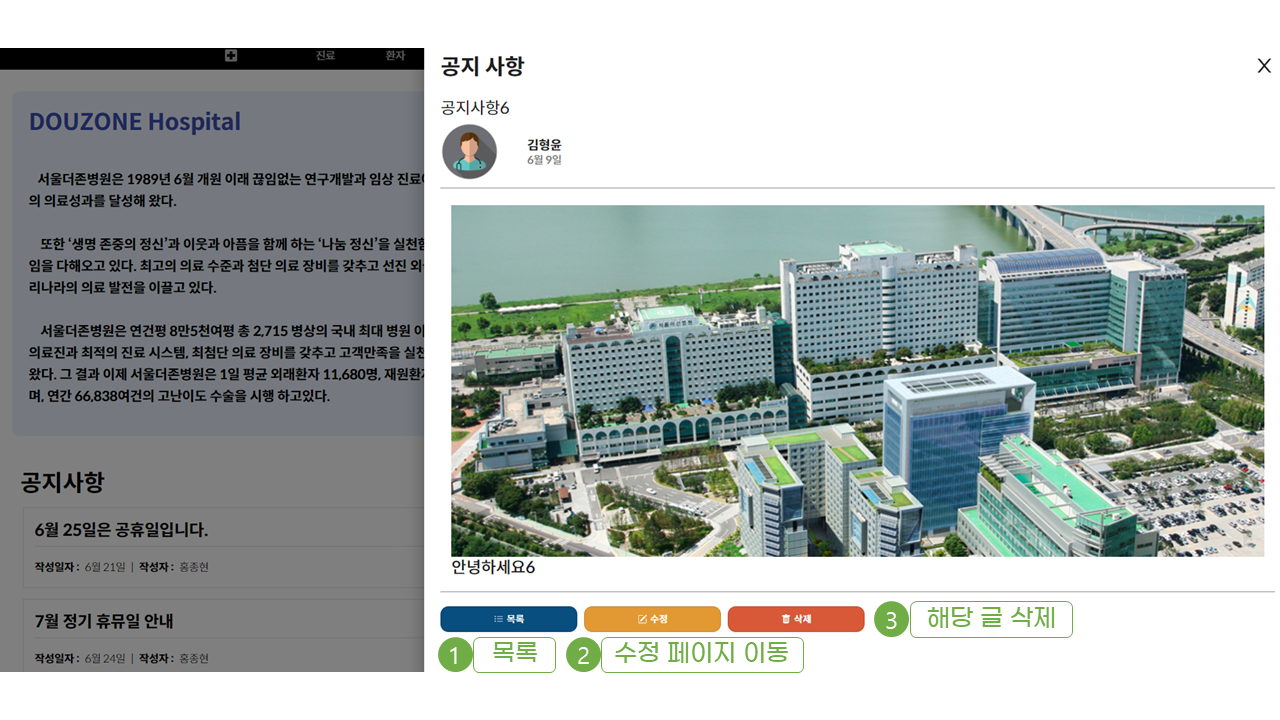 진료 환자
DOUZONE Hospital
서울더존병원은 1989년 6월 개원 이래 끊임없는 연구개발과 임상 진료
의 의료성과를 달성해 왔다.
또한 ‘생명 존중의 정신’과 이웃과 아픔을 함께 하는 ‘나눔 정신’을 실천
임을 다해오고 있다. 최고의 의료 수준과 첨단 의료 장비를 갖추고 선진
리나라의 의료 발전을 이끌고 있다.
서울더존병원은 연건평 8만5천여평 총 2,715 병상의 국내 최대 병원
의료진과 최적의 진료 시스템, 최첨단 의료 장비를 갖추고 고객만족을
왔다. 그 결과 이제 서울더존병원은 1일 평균 외래환자 11,680명,
며, 연간 66,838여건의 고난이도 수술을 시행 하고있다.
공지사항
6월 25일은 공휴일입니다.
작성일자 : 6월 21일 | 작성자 : 홍종현
7월 정기 휴뮤일 안내
작성일자 : 6월 24일 | 작성자 : 홍종현
공지 사항 X
공지사항6
김형윤
6월 9일
안녕하세요6
목록 수정 삭제
3 해당 글 삭제
1 목록
2 수정 페이지 이동